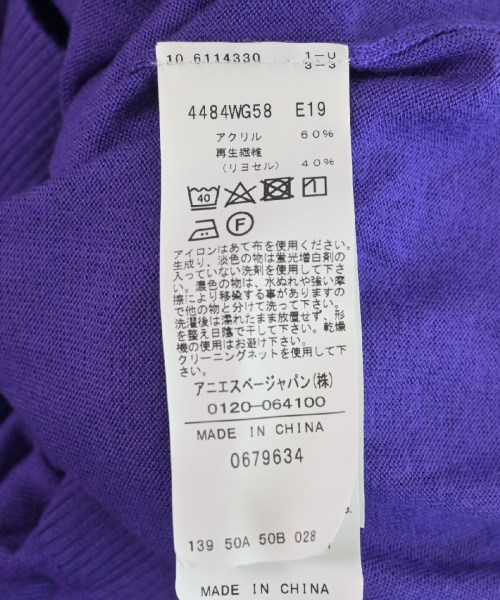 10 6114330 1-U
3-3
4484WG58 E19
アクリル 60%
再生繊維
(リヨセル) 40%
40 1
F
アイロンはあて布を使用ください。
生成り、淡色の物は蛍光増白剤の
入っていない洗剤を使用して下さ
い。濃色の物は、水ぬれや強い摩
擦により移染する事がありますの
で他の物と分けて洗って下さい。
洗濯後は濡れたまま放置せず、形
を整え日陰で干して下さい。乾燥
機の使用はお避け下さい。
クリーニングネットを使用して下さい。
アニエスベージャパン(株)
0120-064100
MADE IN CHINA
0679634
139 50A 50B 028
MADE IN CHINA